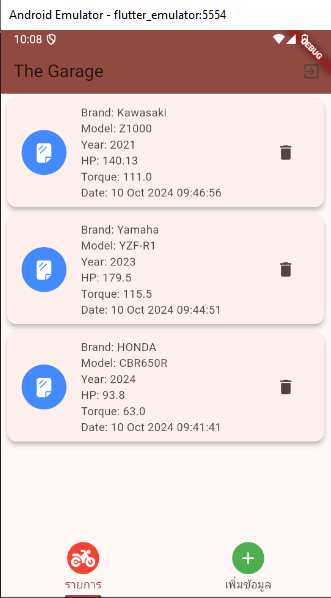 Android Emulator - flutter_emulator:5554
10:08
DEBUG
The Garage
Brand: Kawasaki
Model: Z1000
Year: 2021
HP: 140.13
Torque: 111.0
Date: 10 Oct 2024 09:46:56
Brand: Yamaha
Model: YZF-R1
Year: 2023
HP: 179.5
Torque: 115.5
Date: 10 Oct 2024 09:44:51
Brand: HONDA
Model: CBR650R
Year: 2024
HP: 93.8
Torque: 63.0
Date: 10 Oct 2024 09:41:41
รายการ
เพิ่มข้อมูล